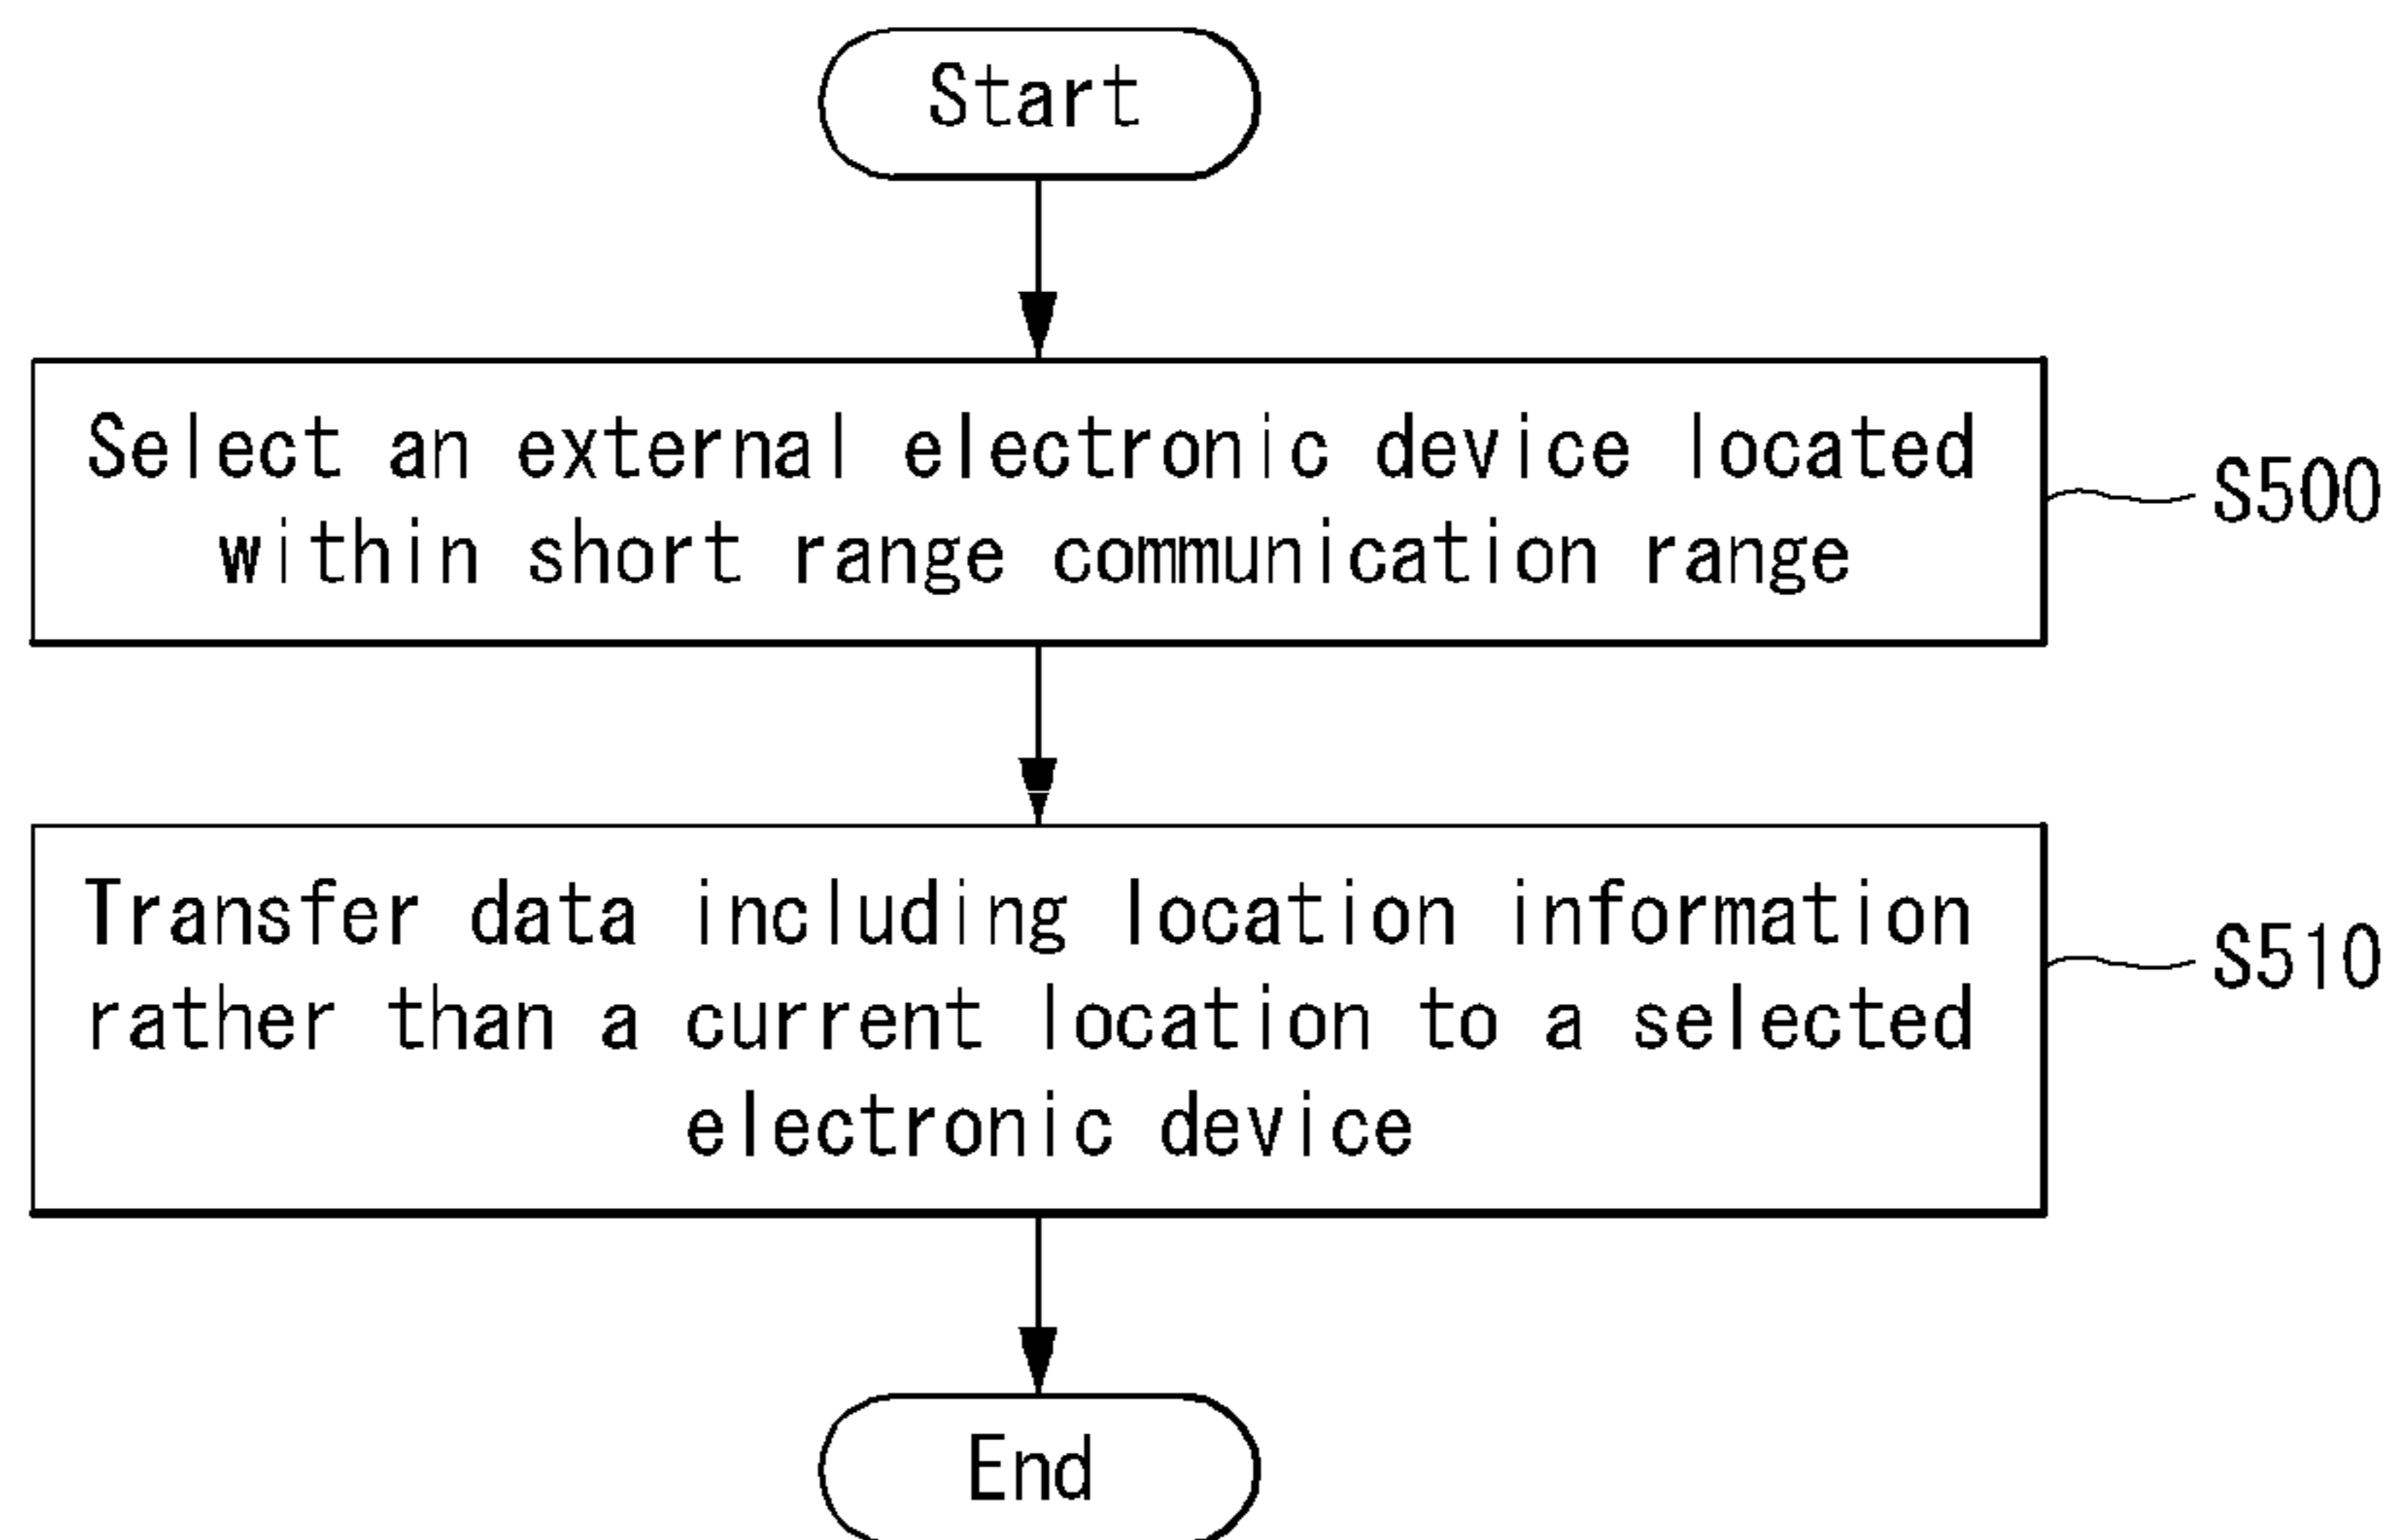 Start
Select an external electronic device located
within short range communication range
S500
Transfer data including location information
rather than a current location to a selected
electronic device
S510
End